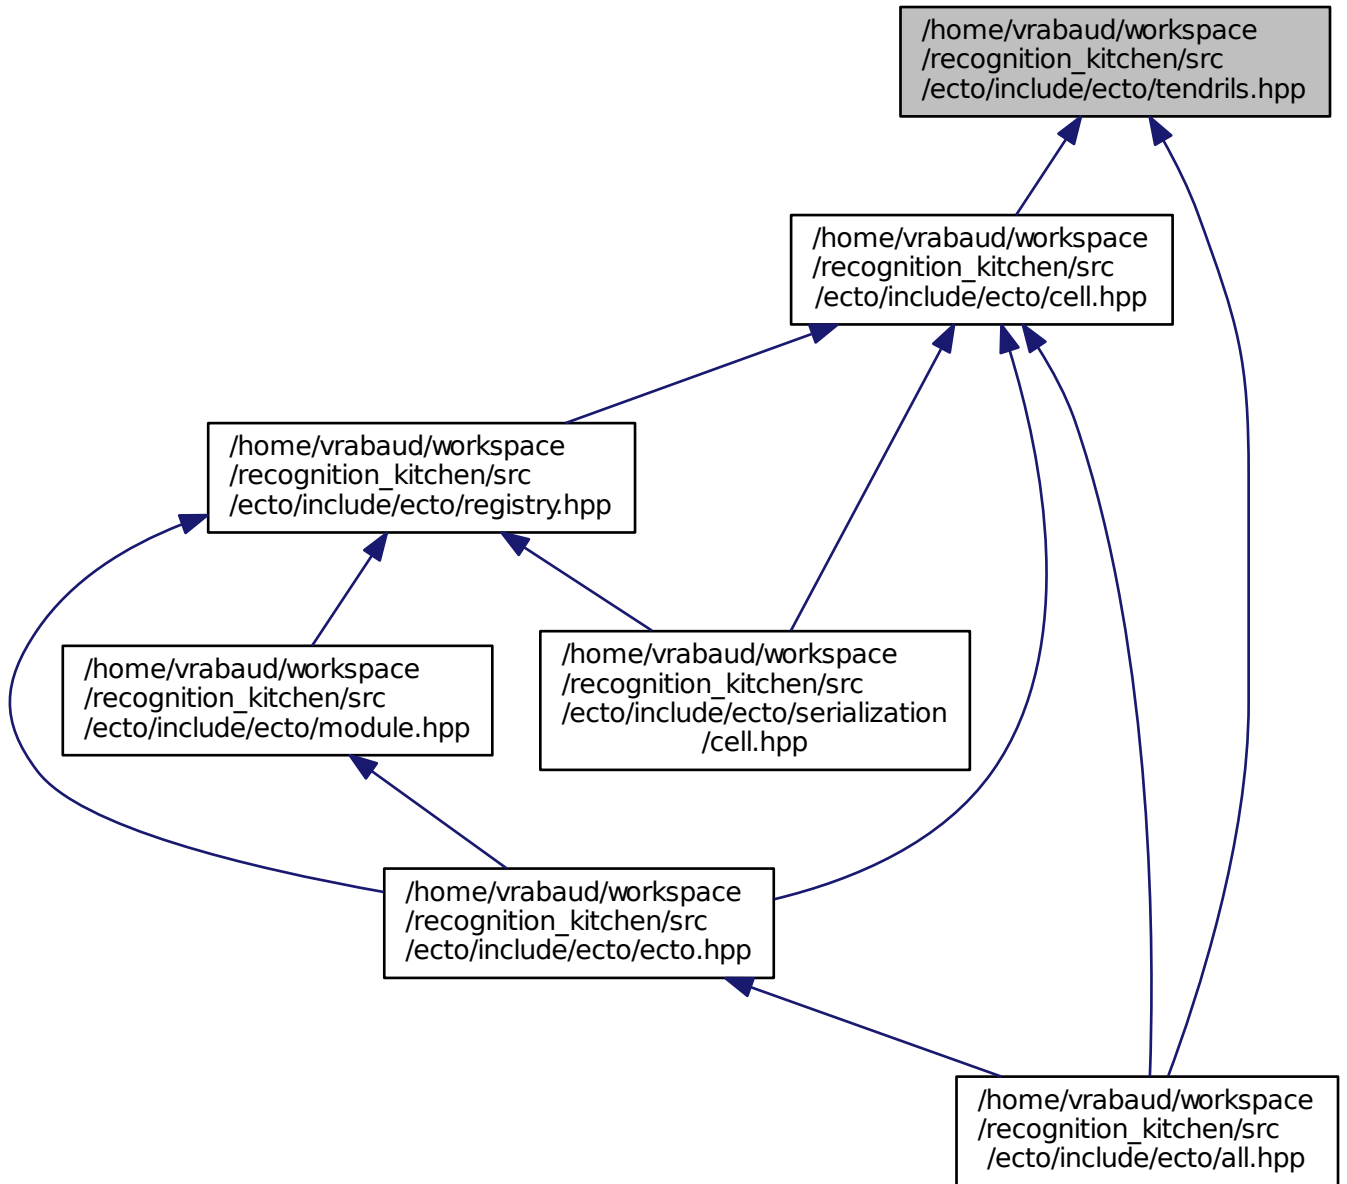 /home/vrabaud/workspace
/recognition_kitchen/src
/ecto/include/ecto/tendrils.hpp
/home/vrabaud/workspace
/recognition_kitchen/src
/ecto/include/ecto/cell.hpp
/home/vrabaud/workspace
/recognition_kitchen/src
/ecto/include/ecto/registry.hpp
/home/vrabaud/workspace
/recognition_kitchen/src
/ecto/include/ecto/module.hpp
/home/vrabaud/workspace
/recognition_kitchen/src
/ecto/include/ecto/serialization
/cell.hpp
/home/vrabaud/workspace
/recognition_kitchen/src
/ecto/include/ecto/ecto.hpp
/home/vrabaud/workspace
/recognition_kitchen/src
/ecto/include/ecto/all.hpp